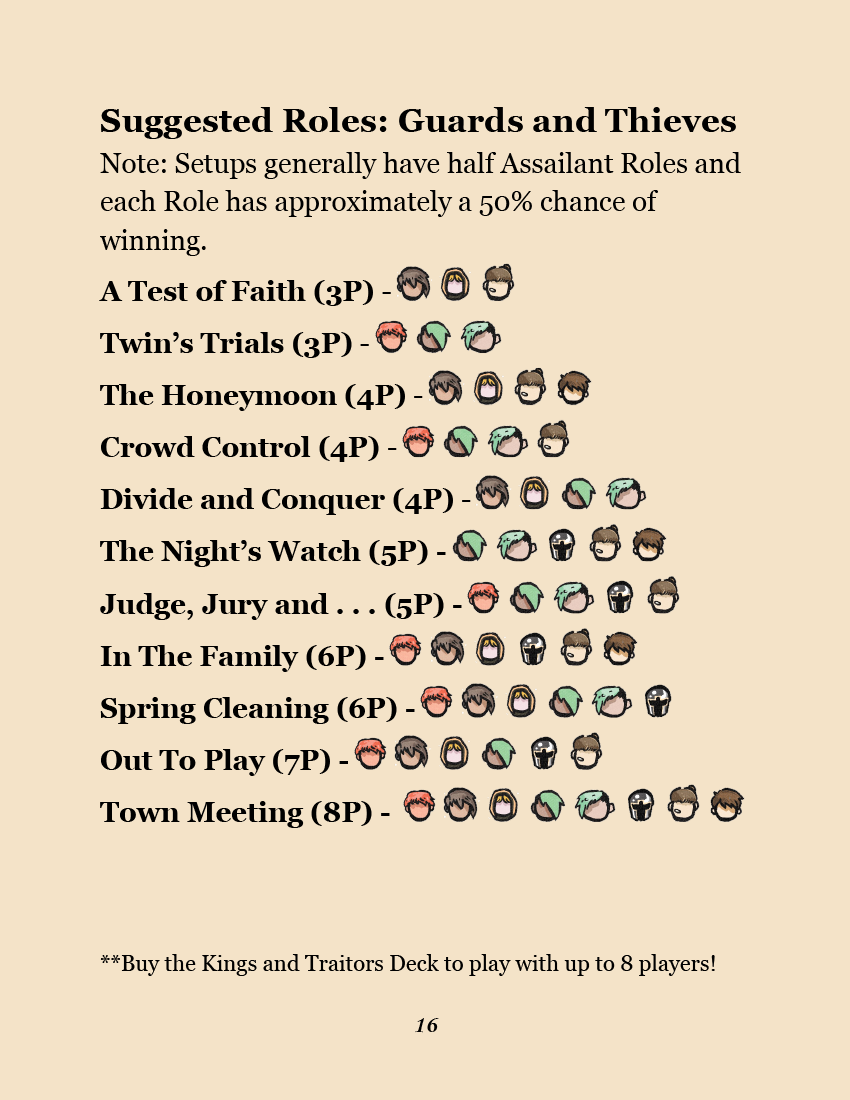 Suggested Roles: Guards and Thieves
Note: Setups generally have half Assailant Roles and
each Role has approximately a 50% chance of
winning.
A Test of Faith (3P) -
Twin’s Trials (3P) -
The Honeymoon (4P) -
Crowd Control (4P) -
Divide and Conquer (4P) -
The Night’s Watch (5P) -
Judge, Jury and . . . (5P) -
In The Family (6P) -
Spring Cleaning (6P) -
Out To Play (7P) -
Town Meeting (8P) -
**Buy the Kings and Traitors Deck to play with up to 8 players!
16